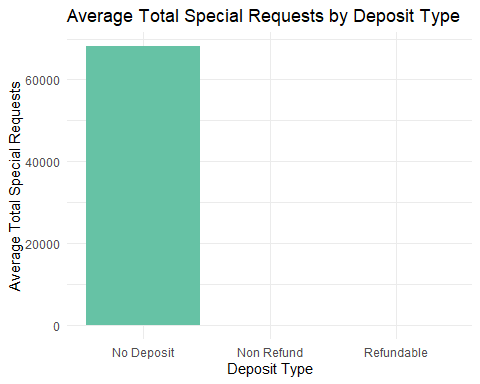 Average Total Special Requests by Deposit Type
Average Total Special Requests
60000
40000
20000
0
No Deposit
Non Refund
Refundable
Deposit Type